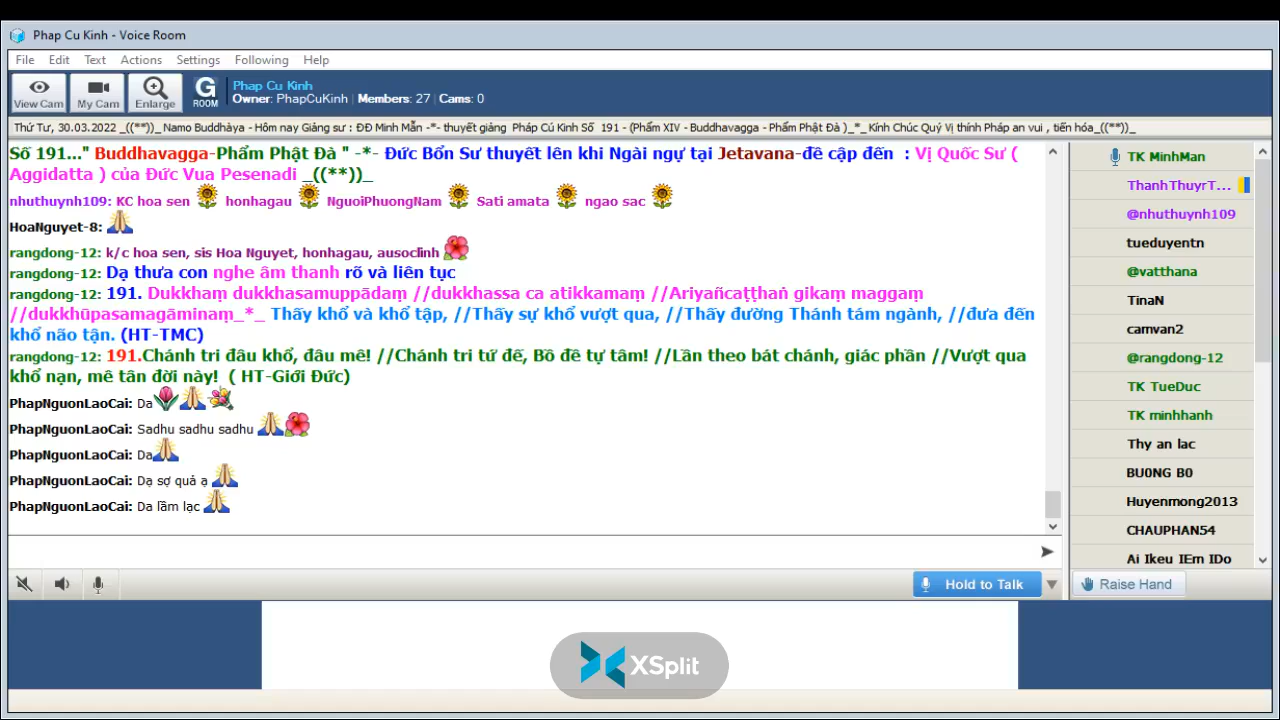 Phap Cu Kinh - Voice Room
File Edit Text Actions Settings Following Help
View Cam My Cam Enlarge G ROOM
Phap Cu Kinh
Owner: PhapCuKinh | Members: 27 | Cams: 0
Thứ Tư, 30.03.2022 _((**))_ Namo Buddhàya - Hôm nay Giảng sư : ĐĐ Minh Mẫn -*- thuyết giảng Pháp Cú Kinh Số 191 - (Phẩm XIV - Buddhavagga - Phẩm Phật Đà )_*_ Kính Chúc Quý Vị thính Pháp an vui , tiến hóa_((**))_
Số 191..." Buddhavagga-Phẩm Phật Đà " -*- Đức Bổn Sư thuyết lên khi Ngài ngự tại Jetavana-đề cập đến : Vị Quốc Sư (
Aggidatta ) của Đức Vua Pesenadi _((**))_
nhuthuynh109: KC hoa sen honhagau NguoiPhuongNam Sati amata ngao sac
HoaNguyet-8:
rangdong-12: k/c hoa sen, sis Hoa Nguyet, honhagau, ausoclinh
rangdong-12: Dạ thưa con nghe âm thanh rõ và liên tục
rangdong-12: 191. Dukkhaṃ dukkhasamuppādaṃ //dukkhassa ca atikkamaṃ //Ariyañcaṭṭhaṅ gikaṃ maggaṃ
//dukkhūpasamagāminaṃ_*_ Thấy khổ và khổ tập, //Thấy sự khổ vượt qua, //Thấy đường Thánh tám ngành, //đưa đến
khổ não tận. (HT-TMC)
rangdong-12: 191.Chánh tri đâu khổ, đâu mê! //Chánh tri tứ đế, Bồ đề tự tâm! //Lần theo bát chánh, giác phần //Vượt qua
khổ nạn, mê tân đời này! ( HT-Giới Đức)
PhapNguonLaoCai: Da
PhapNguonLaoCai: Sadhu sadhu sadhu
PhapNguonLaoCai: Da
PhapNguonLaoCai: Dạ sợ quả ạ
PhapNguonLaoCai: Da lầm lạc
TK MinhMan
ThanhThuyrT...
@nhuthuynh109
tueduyentn
@vatthana
TinaN
camvan2
@rangdong-12
TK TueDuc
TK minhhanh
Thy an lac
BU0NG B0
Huyenmong2013
CHAUPHAN54
Ai Ikeu IEm IDo
Hold to Talk
Raise Hand
XSplit